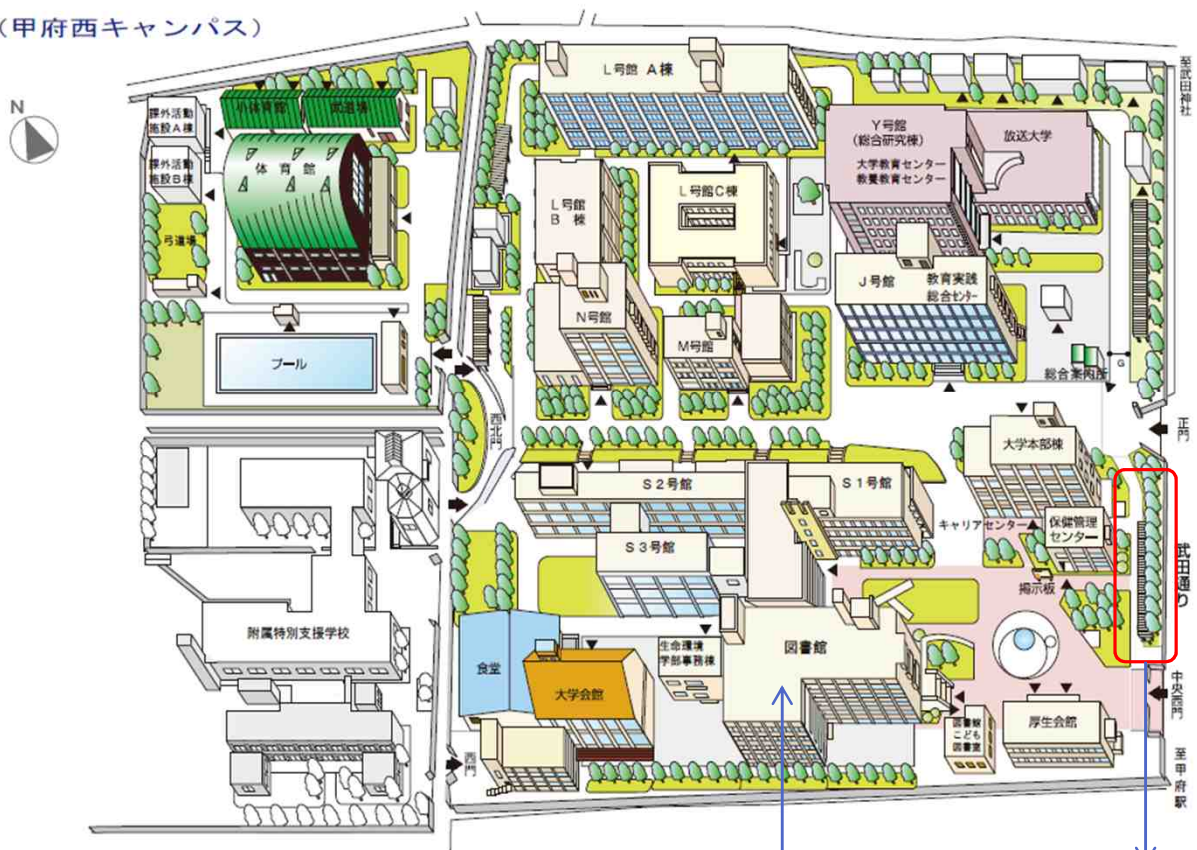 （甲府西キャンパス）
N
至武田神社
課外活動
施設A棟
小体育館
武道場
課外活動
施設B棟
体育館
弓道場
プール
L号館 A棟
L号館
B 棟
L号館C棟
Y号館
（総合研究棟）
大学教育センター
教養教育センター
放送大学
N号館
M号館
J号館
教育実践
総合センター
総合案内所
G
西北門
正門
大学本部棟
S2号館
S1号館
S3号館
キャリアセンター
保健管理
センター
掲示板
武田通り
附属特別支援学校
食堂
大学会館
生命環境
学部事務棟
図書館
図書館
こども
図書室
厚生会館
中央西門
西門
至甲府駅